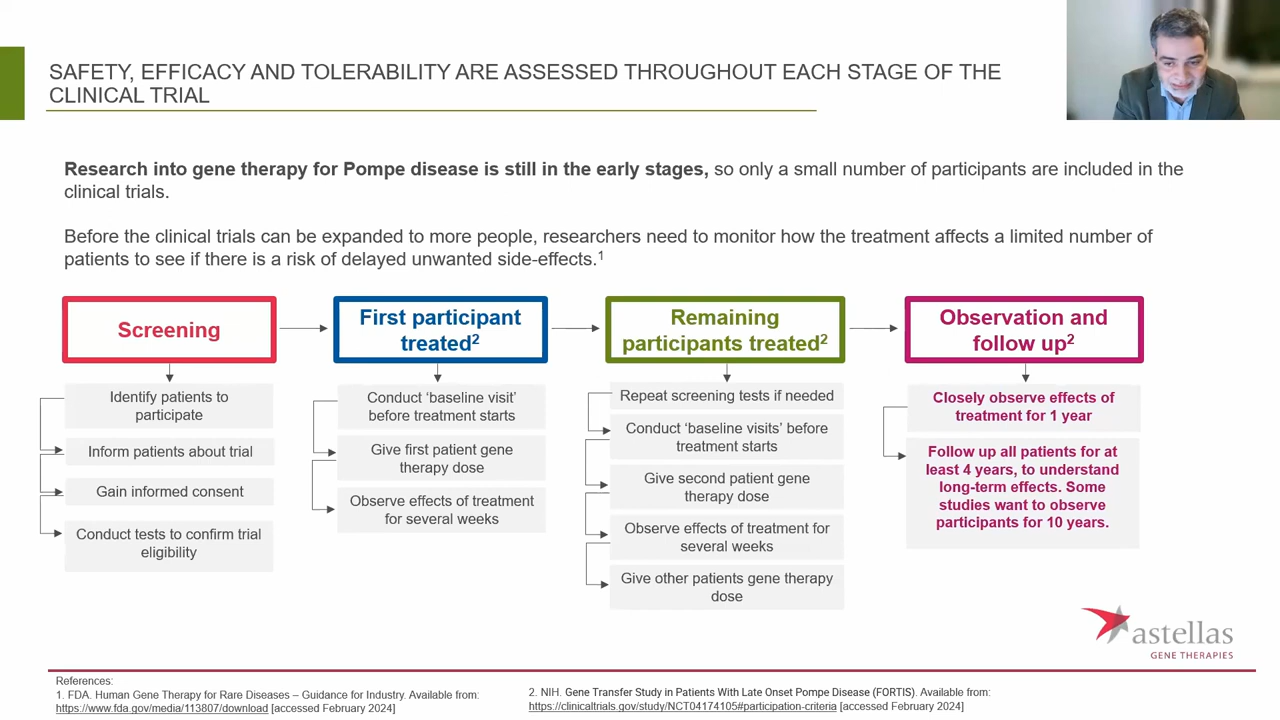 SAFETY, EFFICACY AND TOLERABILITY ARE ASSESSED THROUGHOUT EACH STAGE OF THE
CLINICAL TRIAL
Research into gene therapy for Pompe disease is still in the early stages, so only a small number of participants are included in the
clinical trials.
Before the clinical trials can be expanded to more people, researchers need to monitor how the treatment affects a limited number of
patients to see if there is a risk of delayed unwanted side-effects.1
Screening
Identify patients to
participate
Inform patients about trial
Gain informed consent
Conduct tests to confirm trial
eligibility
First participant
treated2
Conduct ‘baseline visit’
before treatment starts
Give first patient gene
therapy dose
Observe effects of treatment
for several weeks
Remaining
participants treated2
Repeat screening tests if needed
Conduct ‘baseline visits’ before
treatment starts
Give second patient gene
therapy dose
Observe effects of treatment for
several weeks
Give other patients gene therapy
dose
Observation and
follow up2
Closely observe effects of
treatment for 1 year
Follow up all patients for at
least 4 years, to understand
long-term effects. Some
studies want to observe
participants for 10 years.
astellas
GENE THERAPIES
References:
1. FDA. Human Gene Therapy for Rare Diseases – Guidance for Industry. Available from:
https://www.fda.gov/media/113807/download [accessed February 2024]
2. NIH. Gene Transfer Study in Patients With Late Onset Pompe Disease (FORTIS). Available from:
https://clinicaltrials.gov/study/NCT04174105#participation-criteria [accessed February 2024]